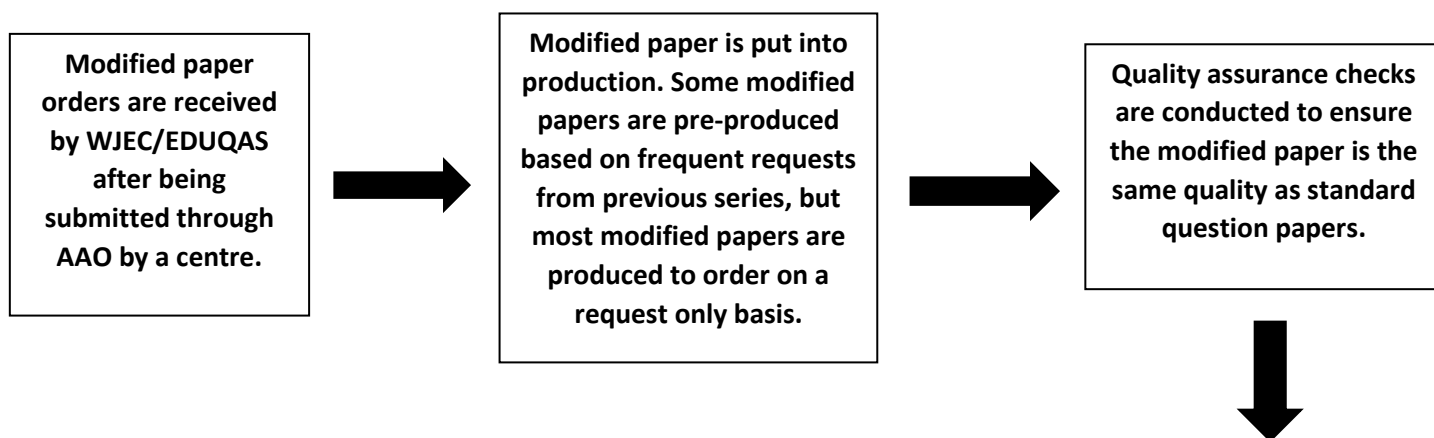 Modified paper
orders are received
by WJEC/EDUQAS
after being
submitted through
AAO by a centre.
Modified paper is put into
production. Some modified
papers are pre-produced
based on frequent requests
from previous series, but
most modified papers are
produced to order on a
request only basis.
Quality assurance checks
are conducted to ensure
the modified paper is the
same quality as standard
question papers.